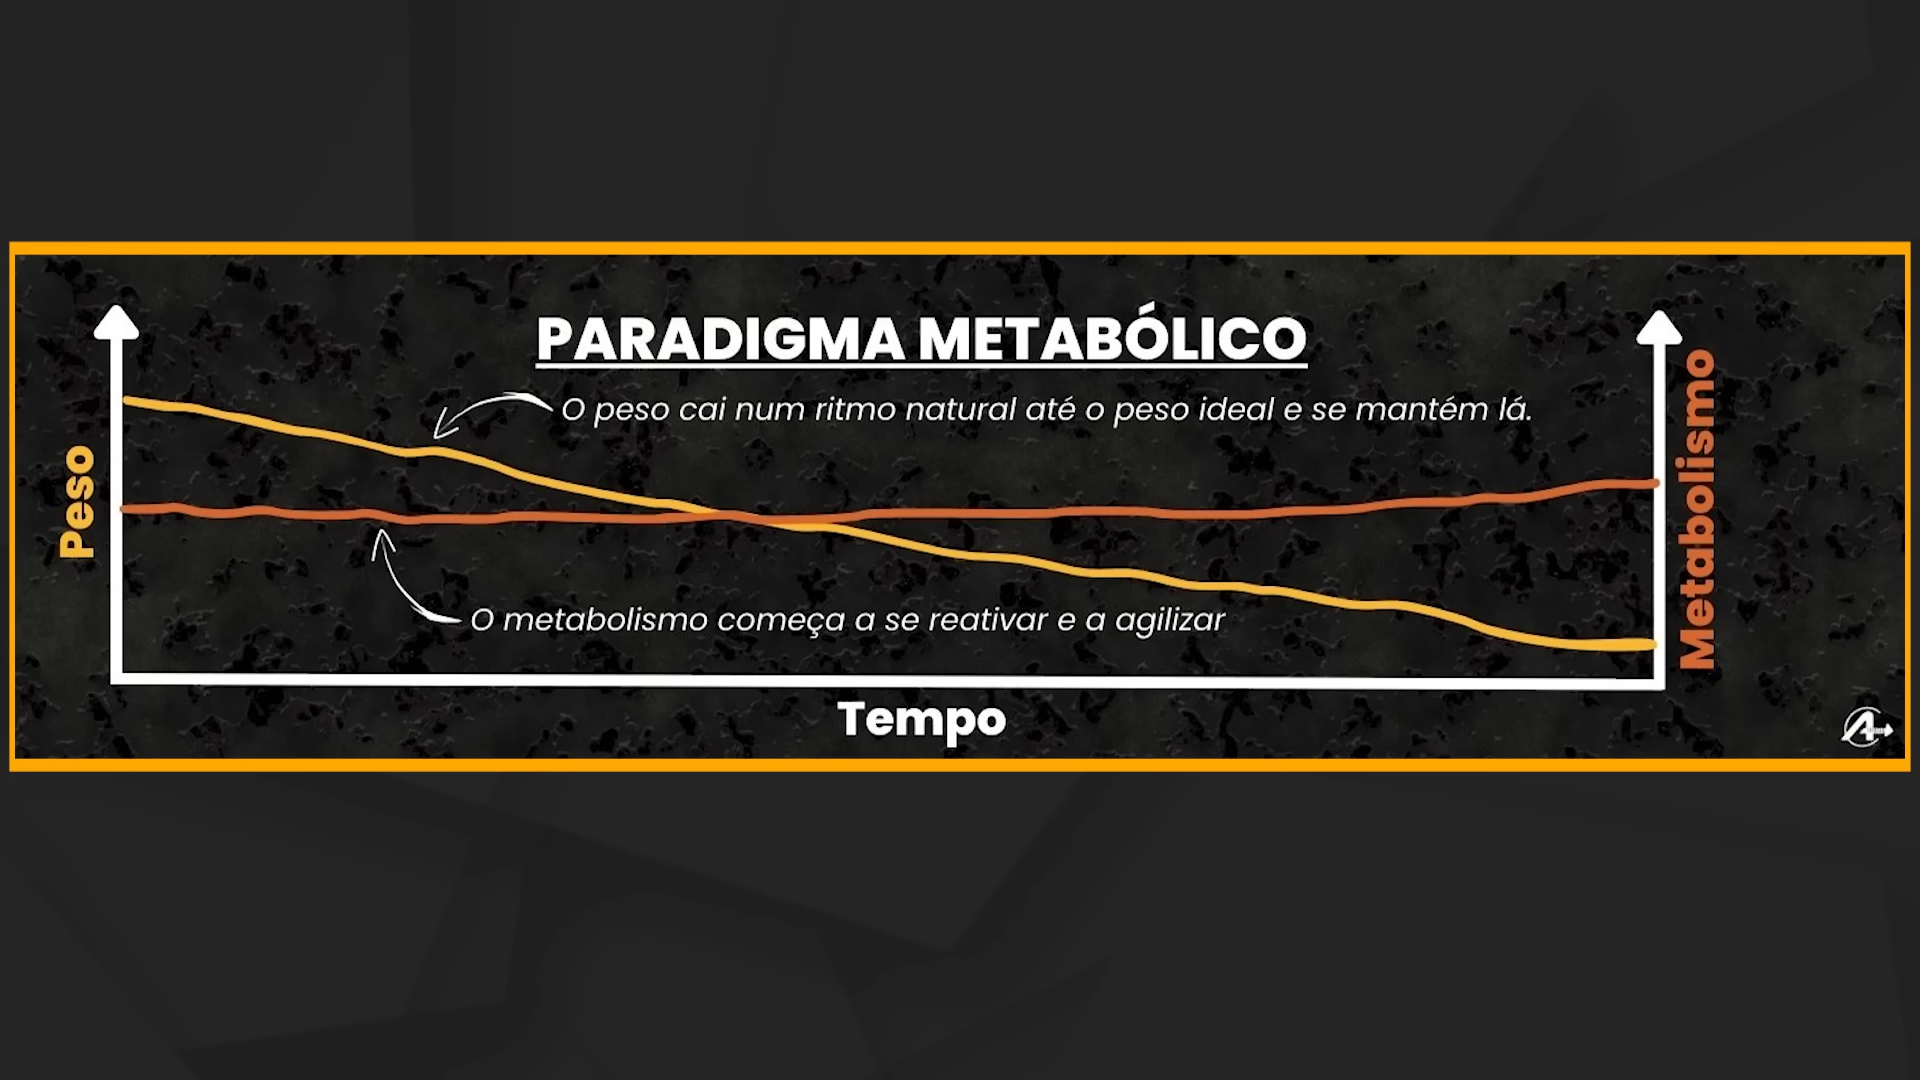 PARADIGMA METABÓLICO
O peso cai num ritmo natural até o peso ideal e se mantém lá.
Peso
Metabolismo
O metabolismo começa a se reativar e a agilizar
Tempo